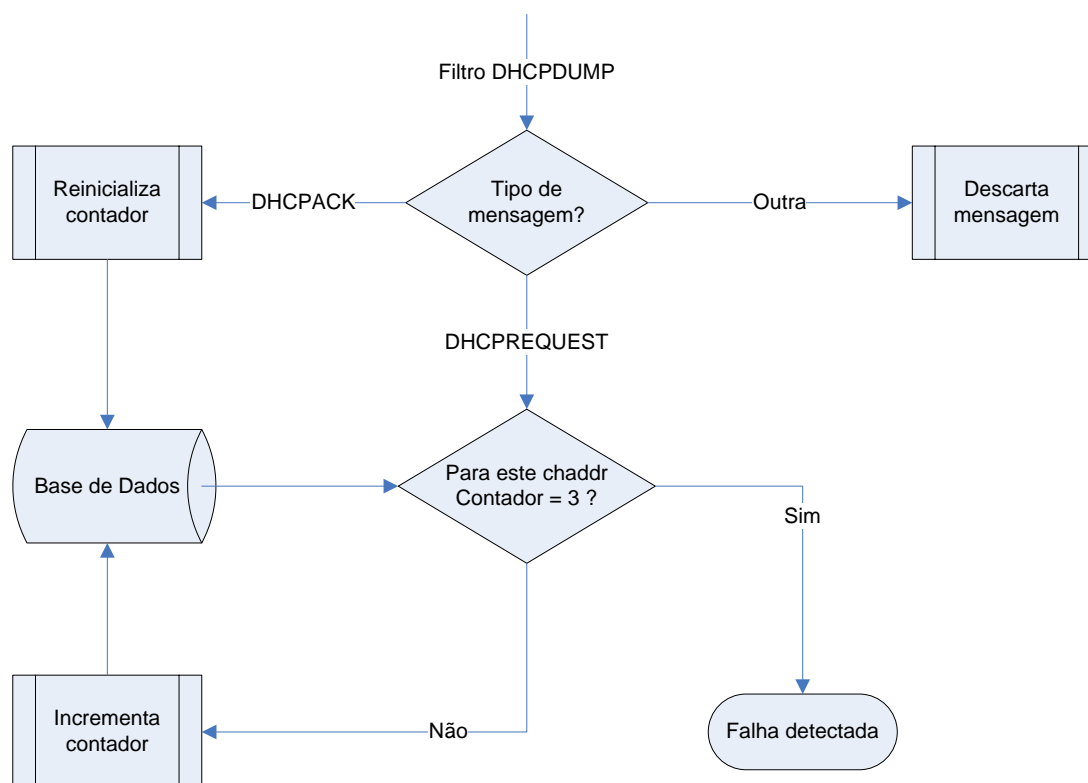 Filtro DHCPDUMP
Reinicializa
contador
DHCPACK
Tipo de
mensagem?
Outra
Descarta
mensagem
DHCPREQUEST
Base de Dados
Para este chaddr
Contador = 3 ?
Sim
Incrementa
contador
Não
Falha detectada